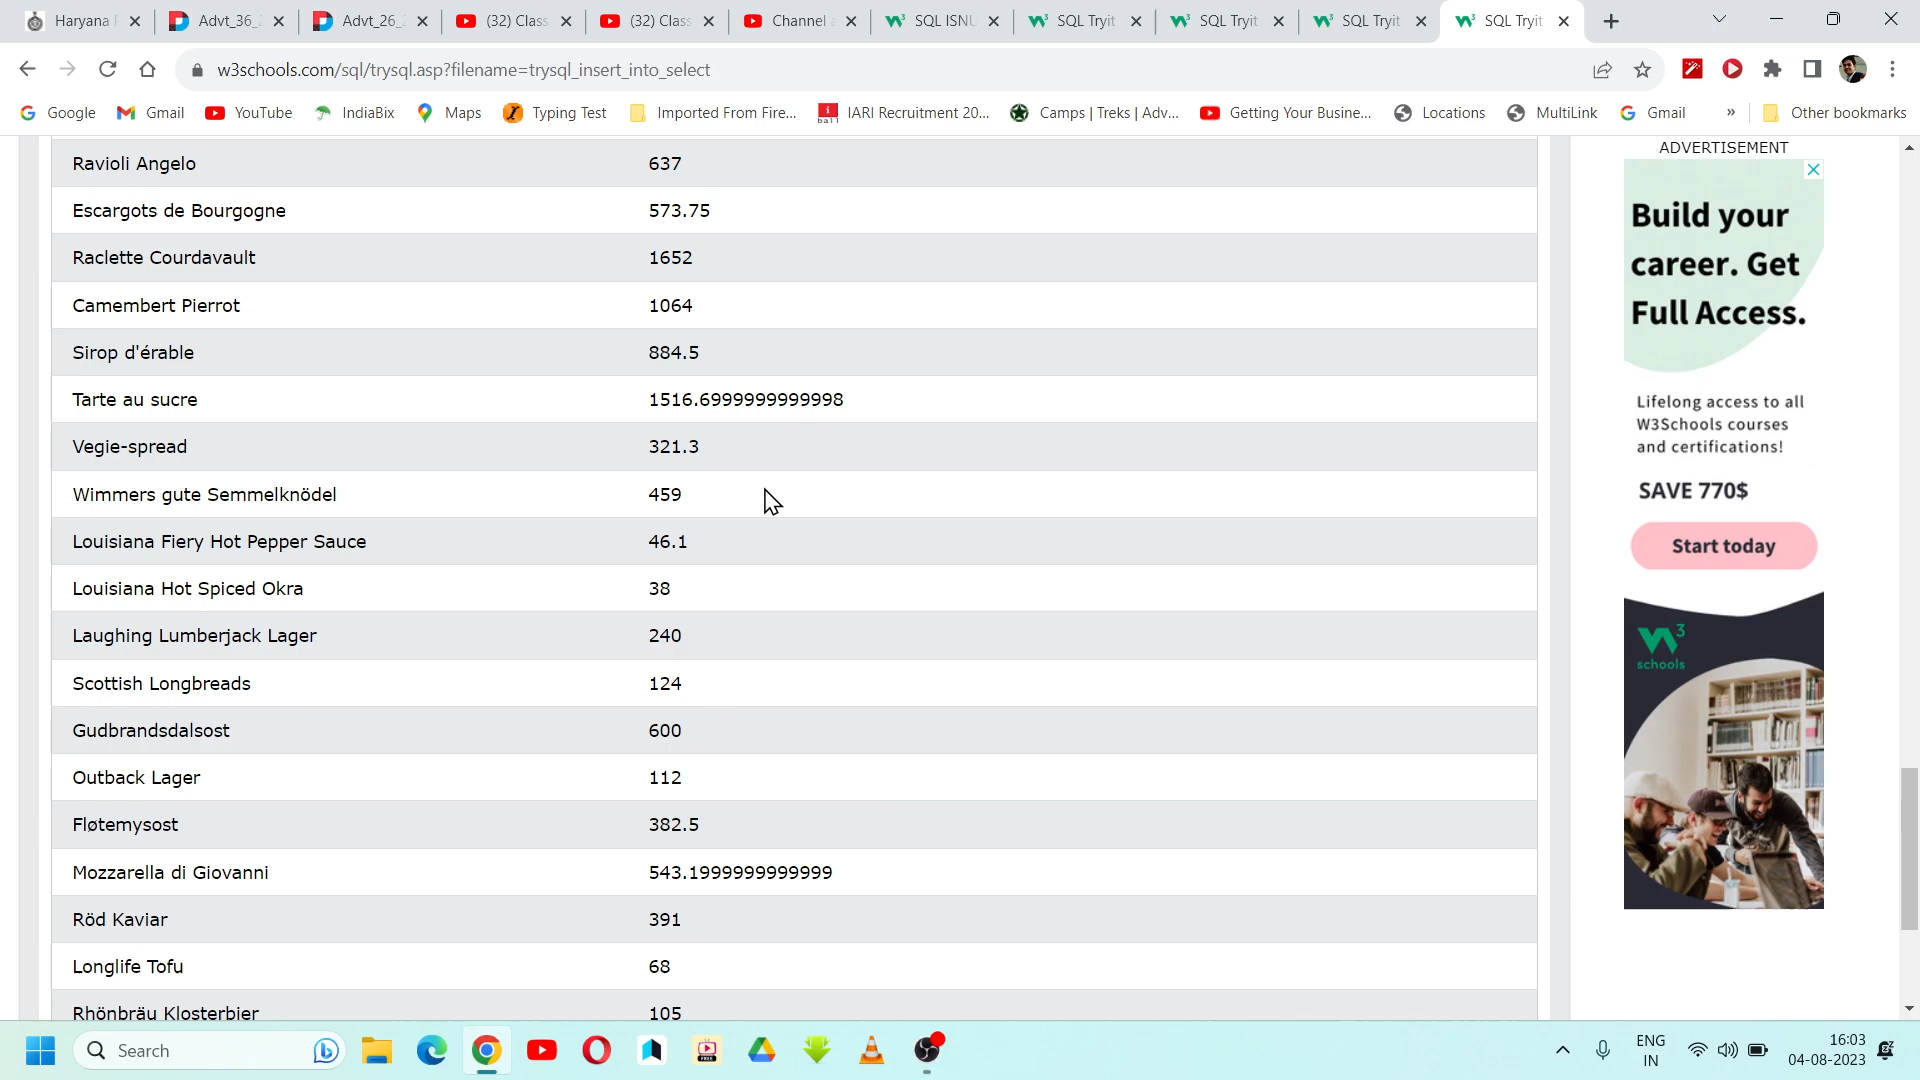 Haryana
Advt_36_
Advt_26_
(32) Class
(32) Class
Channel
SQL ISNU
SQL Tryit
SQL Tryit
SQL Tryit
SQL Tryit
w3schools.com/sql/trysql.asp?filename=trysql_insert_into_select
Google
Gmail
YouTube
IndiaBix
Maps
Typing Test
Imported From Fire...
IARI Recruitment 20...
Camps | Treks | Adv...
Getting Your Busine...
Locations
MultiLink
Gmail
»
Other bookmarks
Ravioli Angelo 637
Escargots de Bourgogne 573.75
Raclette Courdavault 1652
Camembert Pierrot 1064
Sirop d'érable 884.5
Tarte au sucre 1516.6999999999998
Vegie-spread 321.3
Wimmers gute Semmelknödel 459
Louisiana Fiery Hot Pepper Sauce 46.1
Louisiana Hot Spiced Okra 38
Laughing Lumberjack Lager 240
Scottish Longbreads 124
Gudbrandsdalsost 600
Outback Lager 112
Fløtemysost 382.5
Mozzarella di Giovanni 543.1999999999999
Röd Kaviar 391
Longlife Tofu 68
Rhönbräu Klosterbier 105
ADVERTISEMENT
Build your
career. Get
Full Access.
Lifelong access to all
W3Schools courses
and certifications!
SAVE 770$
Start today
W3
schools
Search
ENG
IN
16:03
04-08-2023